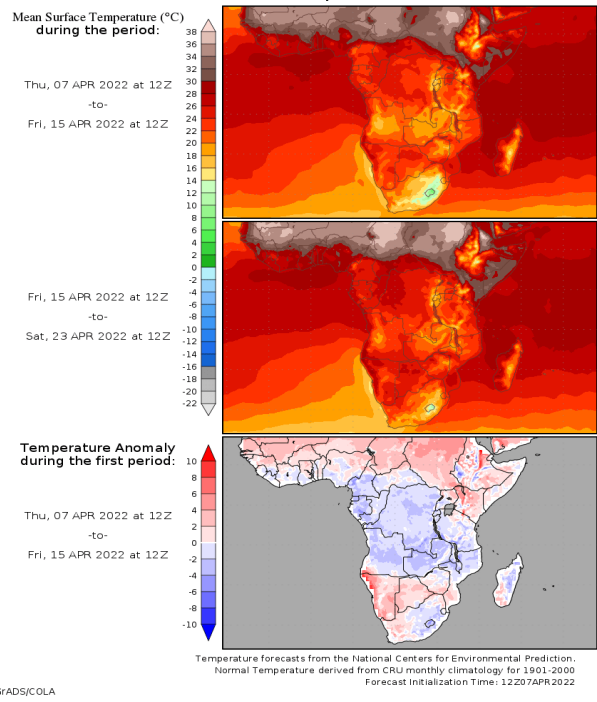 Mean Surface Temperature (°C)
during the period:
38
36
34
32
30
28
26
24
22
20
18
16
14
12
10
8
6
4
2
0
-2
-4
-6
-8
-10
-12
-14
-16
-18
-20
-22
Thu, 07 APR 2022 at 12Z
-to-
Fri, 15 APR 2022 at 12Z
Fri, 15 APR 2022 at 12Z
-to-
Sat, 23 APR 2022 at 12Z
Temperature Anomaly
during the first period:
10
8
6
4
2
0
-2
-4
-6
-8
-10
Thu, 07 APR 2022 at 12Z
-to-
Fri, 15 APR 2022 at 12Z
Temperature forecasts from the National Centers for Environmental Prediction.
Normal Temperature derived from CRU monthly climatology for 1901-2000
Forecast Initialization Time: 12Z07APR2022
GrADS/COLA